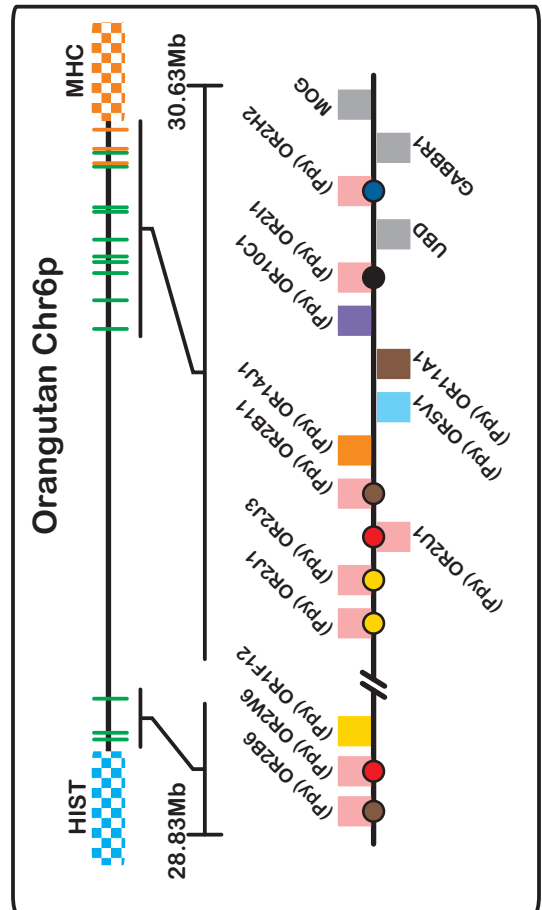 Orangutan Chr6p
HIST
MHC
28.83Mb
30.63Mb
(Ppy) OR2B6
(Ppy) OR2W6
(Ppy) OR1F12
(Ppy) OR2J1
(Ppy) OR2J3
(Ppy) OR2U1
(Ppy) OR2B11
(Ppy) OR14J1
(Ppy) OR5V1
(Ppy) OR11A1
(Ppy) OR10C1
(Ppy) OR2I1
UBD
(Ppy) OR2H2
GABBR1
MOG